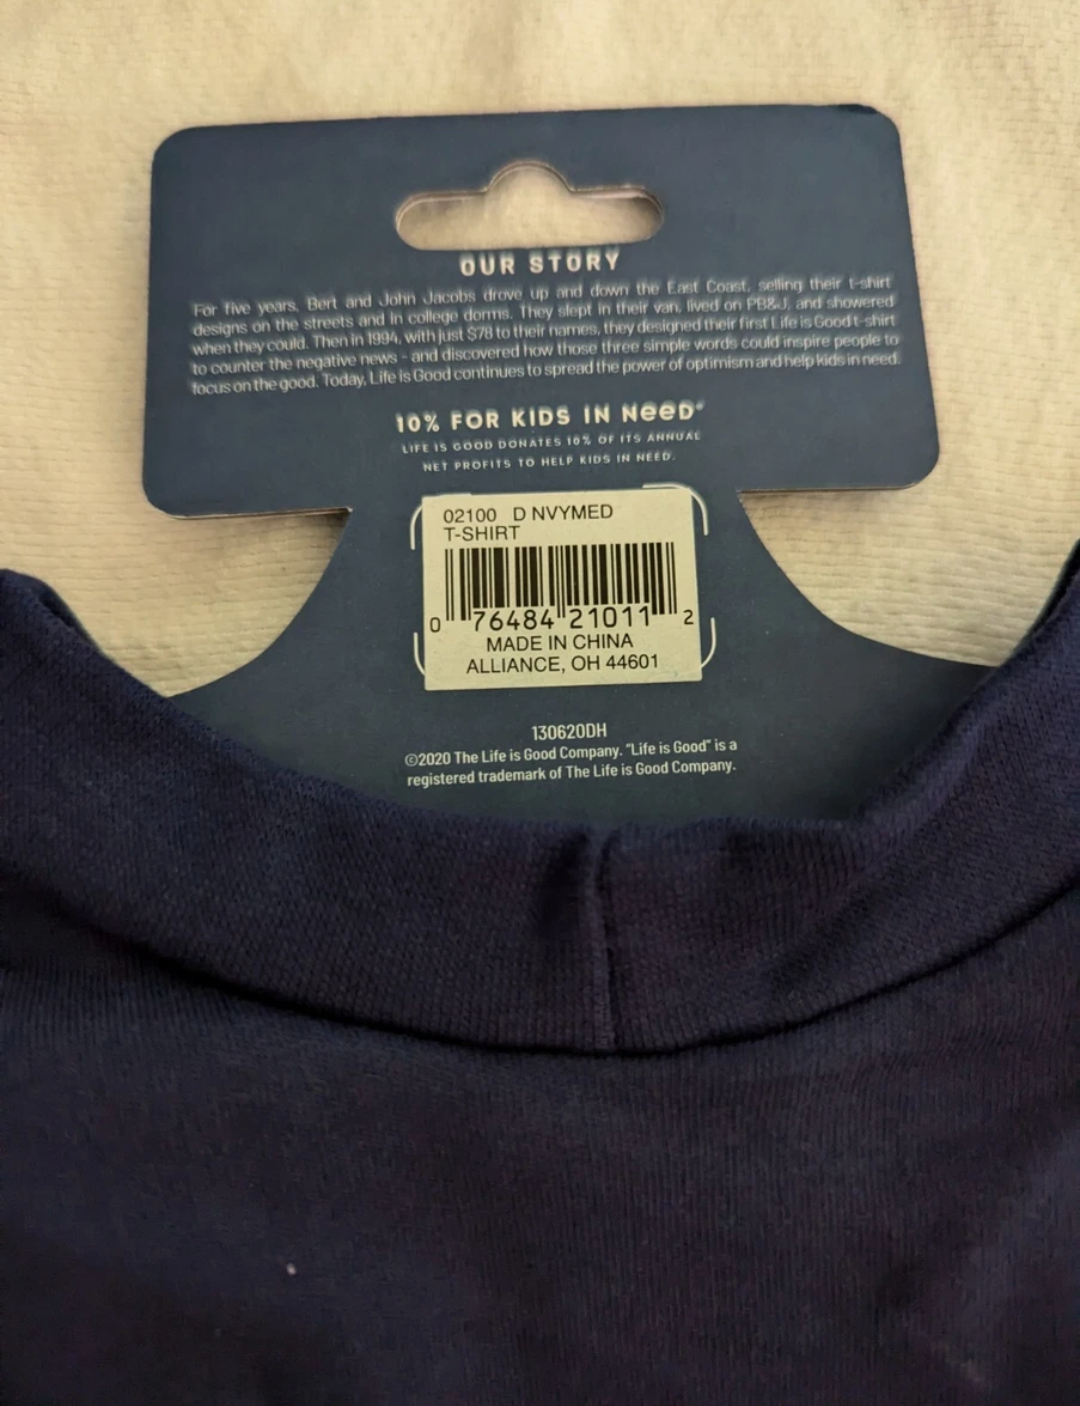 OUR STORY
For five years, Bert and John Jacobs drove up and down the East Coast, selling their t-shirt
designs on the streets and in college dorms. They slept in their van, lived on PB&J, and showered
when they could. Then in 1994, with just $78 to their names, they designed their first Life is Good t-shirt
to counter the negative news - and discovered how those three simple words could inspire people to
focus on the good. Today, Life is Good continues to spread the power of optimism and help kids in need.
10% FOR KIDS IN NeeD®
LIFE IS GOOD DONATES 10% OF ITS ANNUAL
NET PROFITS TO HELP KIDS IN NEED.
02100 D NVYMED
T-SHIRT
0 76484 21011 2
MADE IN CHINA
ALLIANCE, OH 44601
130620DH
©2020 The Life is Good Company. "Life is Good" is a
registered trademark of The Life is Good Company.